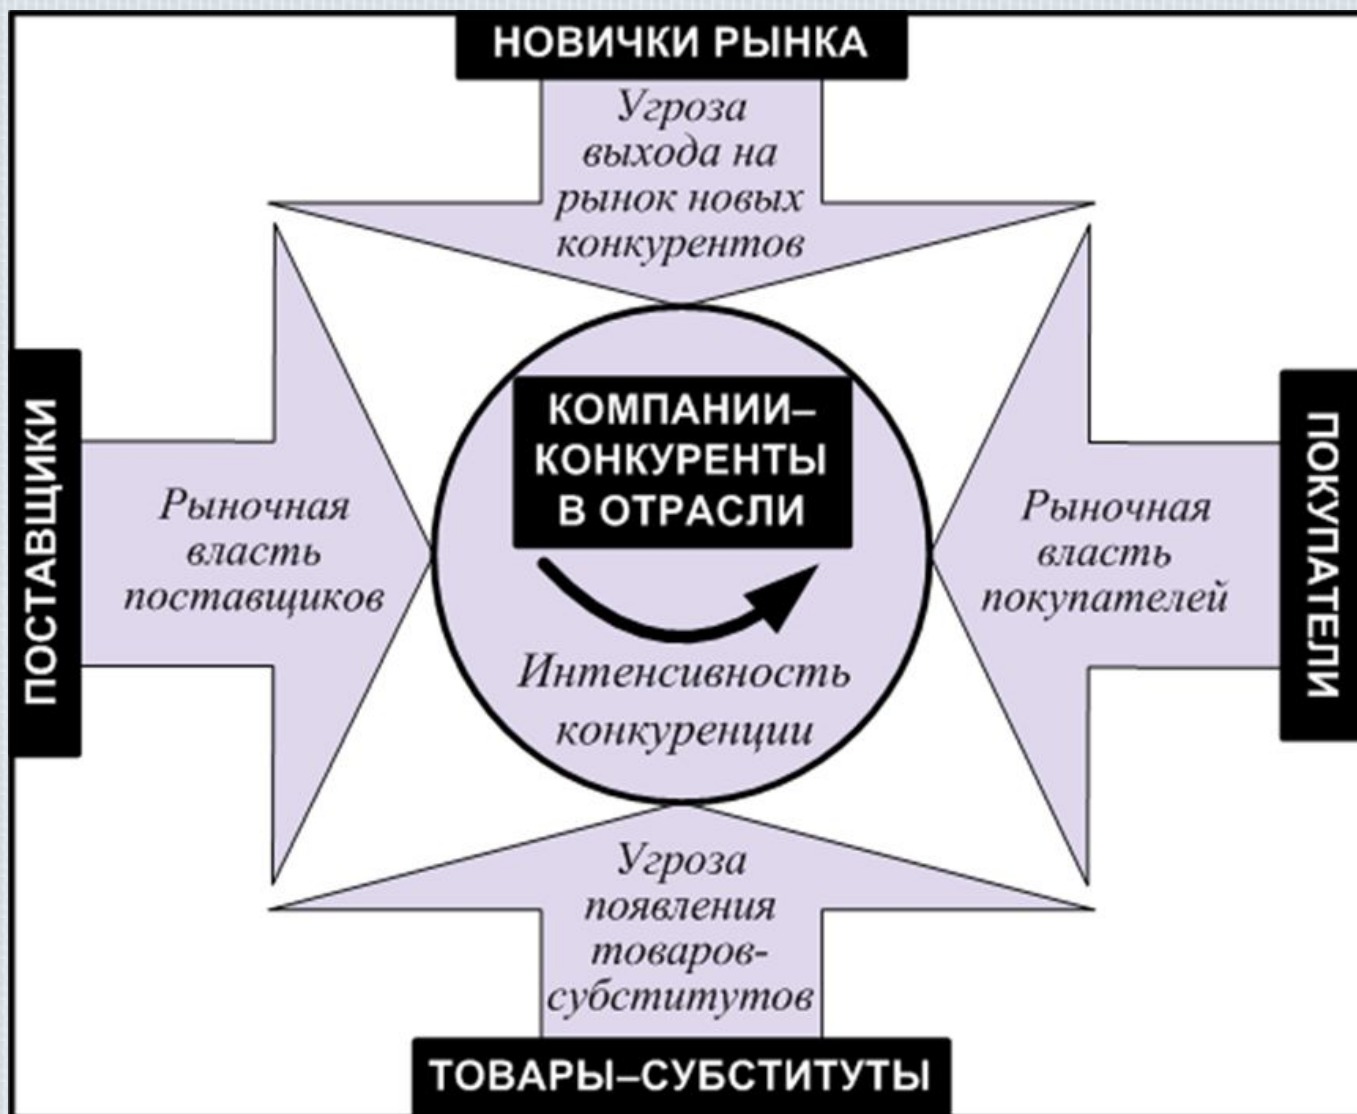 НОВИЧКИ РЫНКА
Угроза
выхода на
рынок новых
конкурентов
ПОСТАВЩИКИ
Рыночная
власть
поставщиков
КОМПАНИИ–
КОНКУРЕНТЫ
В ОТРАСЛИ
Интенсивность
конкуренции
Рыночная
власть
покупателей
ПОКУПАТЕЛИ
Угроза
появления
товаров-
субститутов
ТОВАРЫ–СУБСТИТУТЫ